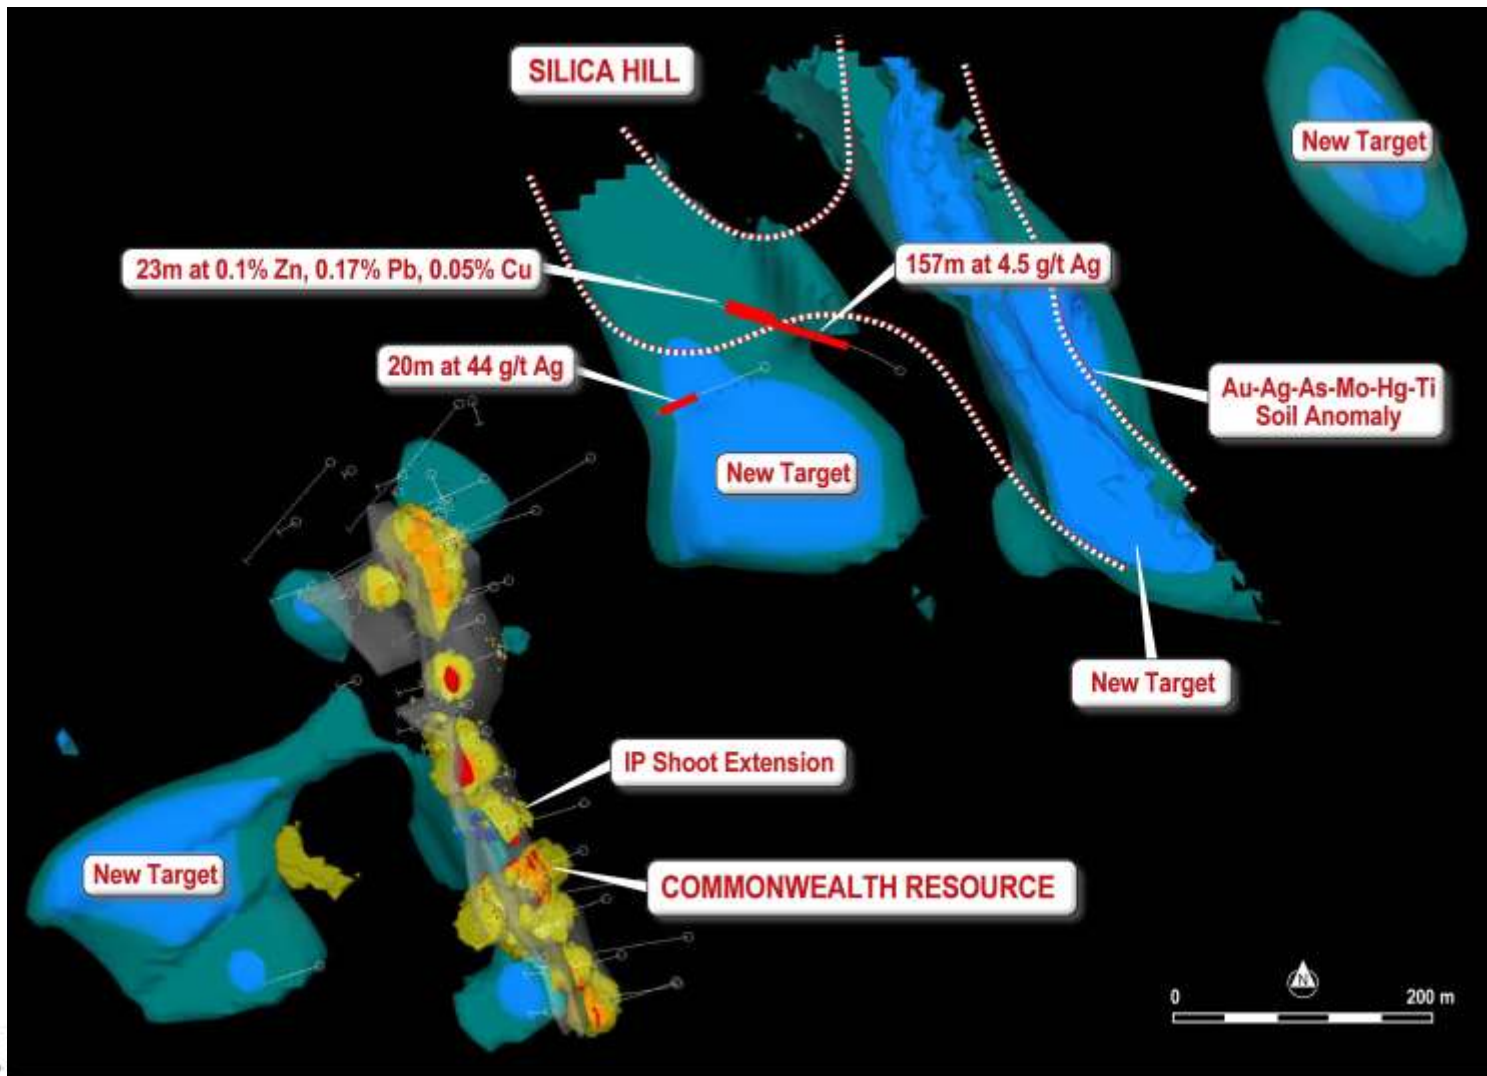 SILICA HILL
New Target
23m at 0.1% Zn, 0.17% Pb, 0.05% Cu
157m at 4.5 g/t Ag
20m at 44 g/t Ag
Au-Ag-As-Mo-Hg-Ti
Soil Anomaly
New Target
New Target
IP Shoot Extension
New Target
COMMONWEALTH RESOURCE
N
0 200 m